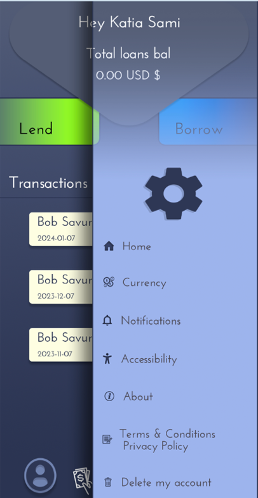 Hey Katia Sami
Total loans bal
0.00 USD $
Lend
Borrow
Transactions
Bob Savur
2024-01-07
Bob Savur
2023-12-07
Bob Savur
2023-11-07
Home
Currency
Notifications
Accessibility
About
Terms & Conditions
Privacy Policy
Delete my account